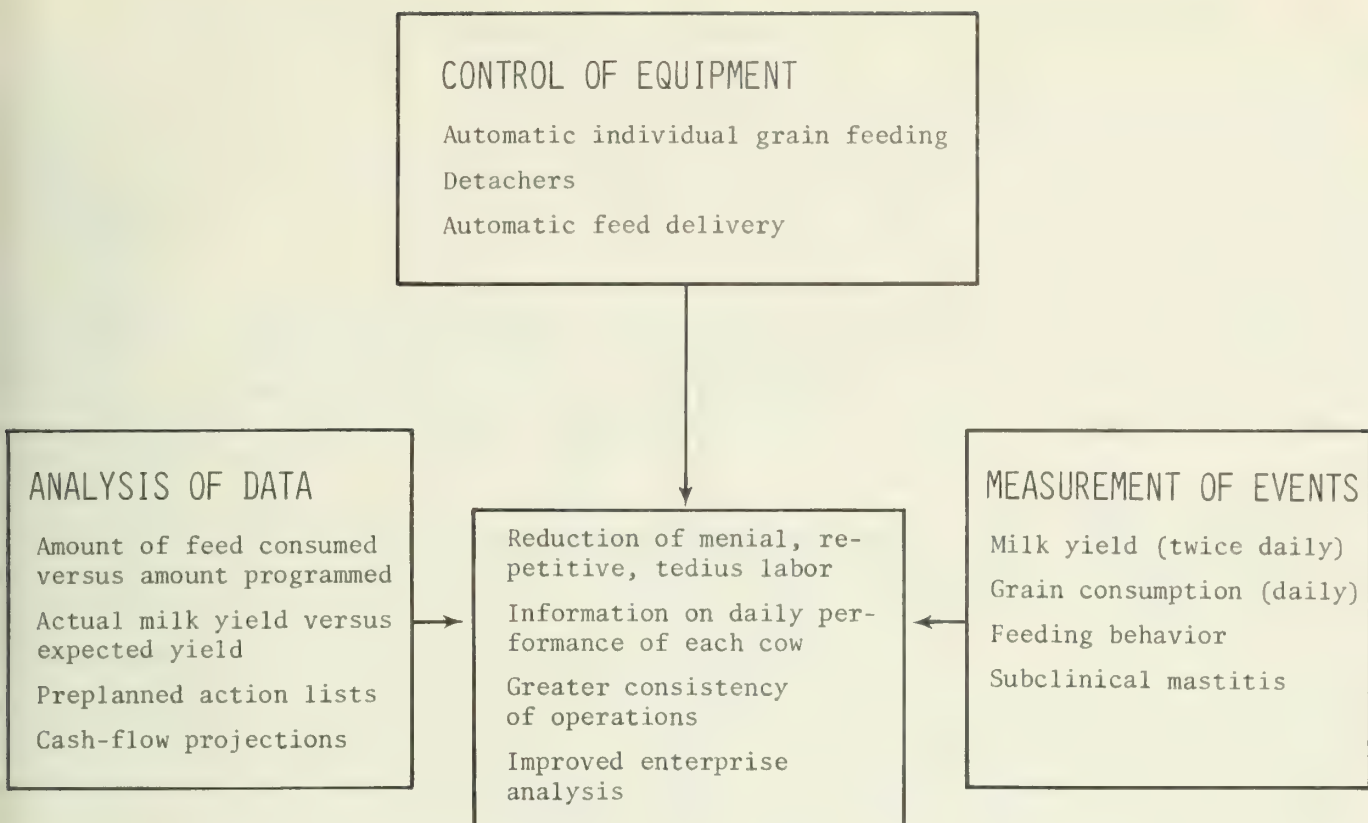 CONTROL OF EQUIPMENT
Automatic individual grain feeding
Detachers
Automatic feed delivery
ANALYSIS OF DATA
Amount of feed consumed
versus amount programmed
Actual milk yield versus
expected yield
Preplanned action lists
Cash-flow projections
Reduction of menial, re-
petitive, tedius labor
Information on daily per-
formance of each cow
Greater consistency
of operations
Improved enterprise
analysis
MEASUREMENT OF EVENTS
Milk yield (twice daily)
Grain consumption (daily)
Feeding behavior
Subclinical mastitis